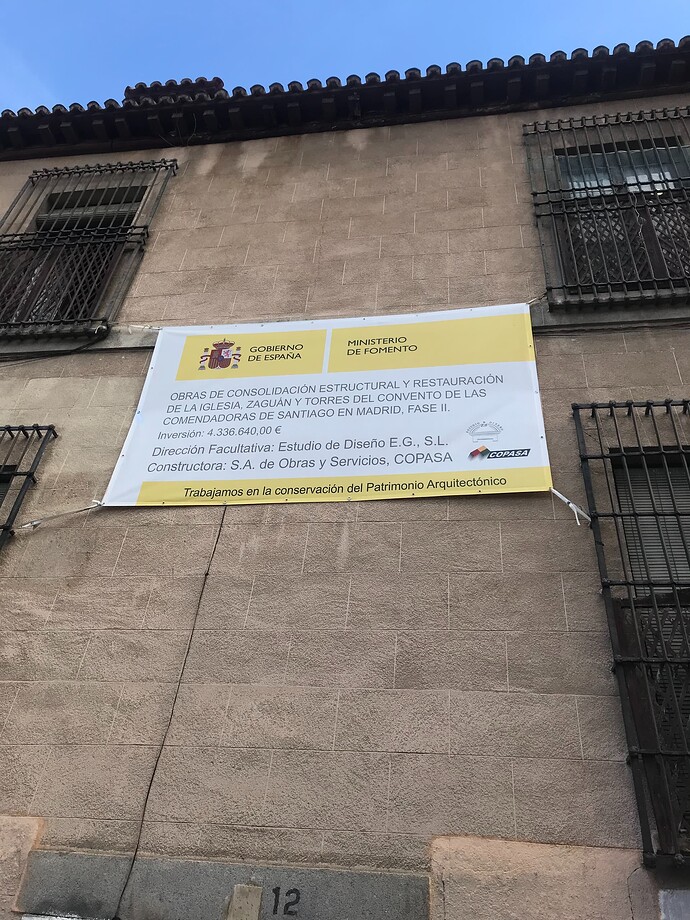 GOBIERNO
DE ESPAÑA
MINISTERIO
DE FOMENTO
OBRAS DE CONSOLIDACIÓN ESTRUCTURAL Y RESTAURACIÓN
DE LA IGLESIA, ZAGUÁN Y TORRES DEL CONVENTO DE LAS
COMENDADORAS DE SANTIAGO EN MADRID, FASE II.
Inversión: 4.336.640,00 €
Dirección Facultativa: Estudio de Diseño E.G., S.L.
Constructora: S.A. de Obras y Servicios, COPASA
COPASA
Trabajamos en la conservación del Patrimonio Arquitectónico
12